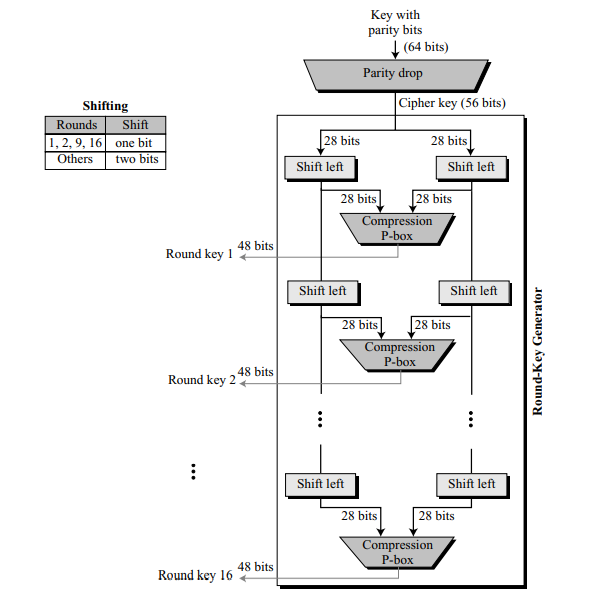 Key with
parity bits
(64 bits)
Parity drop
Cipher key (56 bits)
Shifting
Rounds Shift
1, 2, 9, 16 one bit
Others two bits
28 bits 28 bits
Shift left Shift left
28 bits 28 bits
Compression
P-box
48 bits
Round key 1
Shift left Shift left
28 bits 28 bits
Compression
P-box
48 bits
Round key 2
Round-Key Generator
Shift left Shift left
28 bits 28 bits
Compression
P-box
48 bits
Round key 16